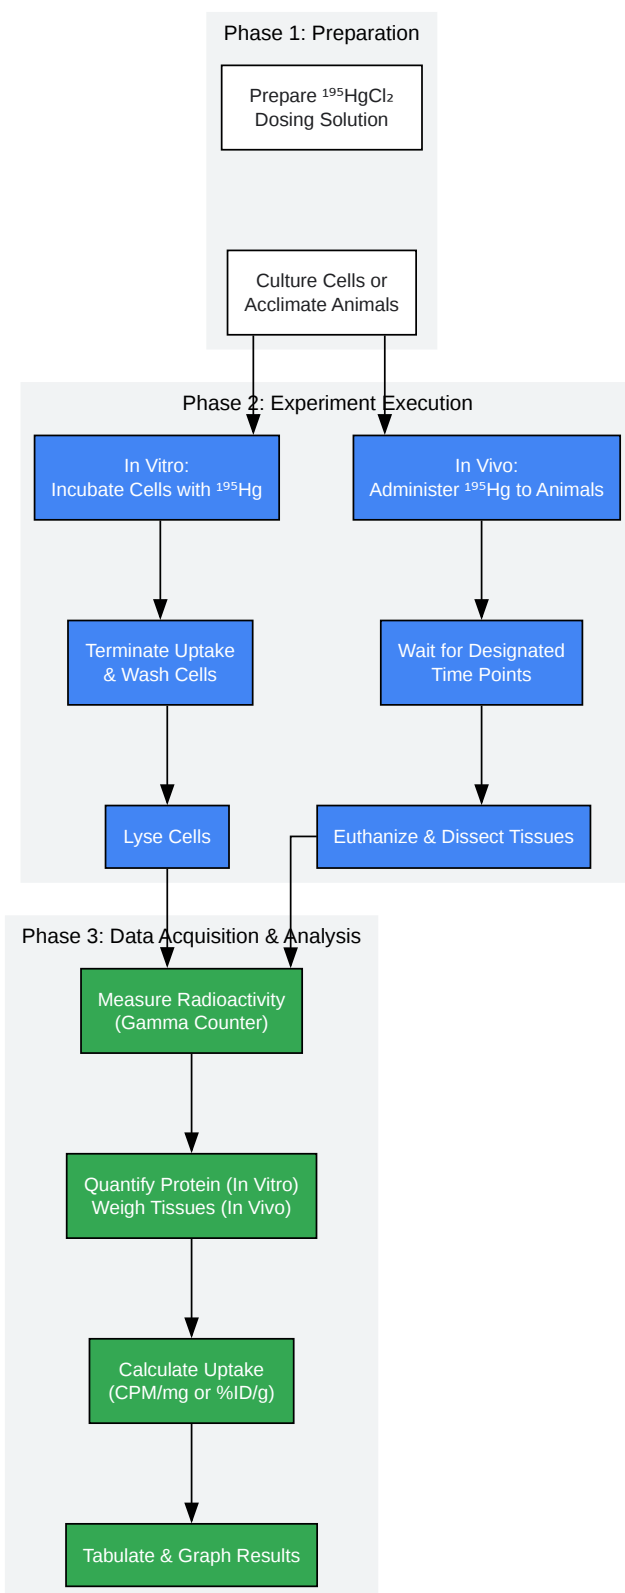 Phase 1: Preparation
Prepare ¹⁹⁵HgCl₂
Dosing Solution
Culture Cells or
Acclimate Animals
Phase 2: Experiment Execution
In Vitro:
Incubate Cells with ¹⁹⁵Hg
In Vivo:
Administer ¹⁹⁵Hg to Animals
Terminate Uptake
& Wash Cells
Wait for Designated
Time Points
Lyse Cells
Euthanize & Dissect Tissues
Phase 3: Data Acquisition & Analysis
Measure Radioactivity
(Gamma Counter)
Quantify Protein (In Vitro)
Weigh Tissues (In Vivo)
Calculate Uptake
(CPM/mg or %ID/g)
Tabulate & Graph Results